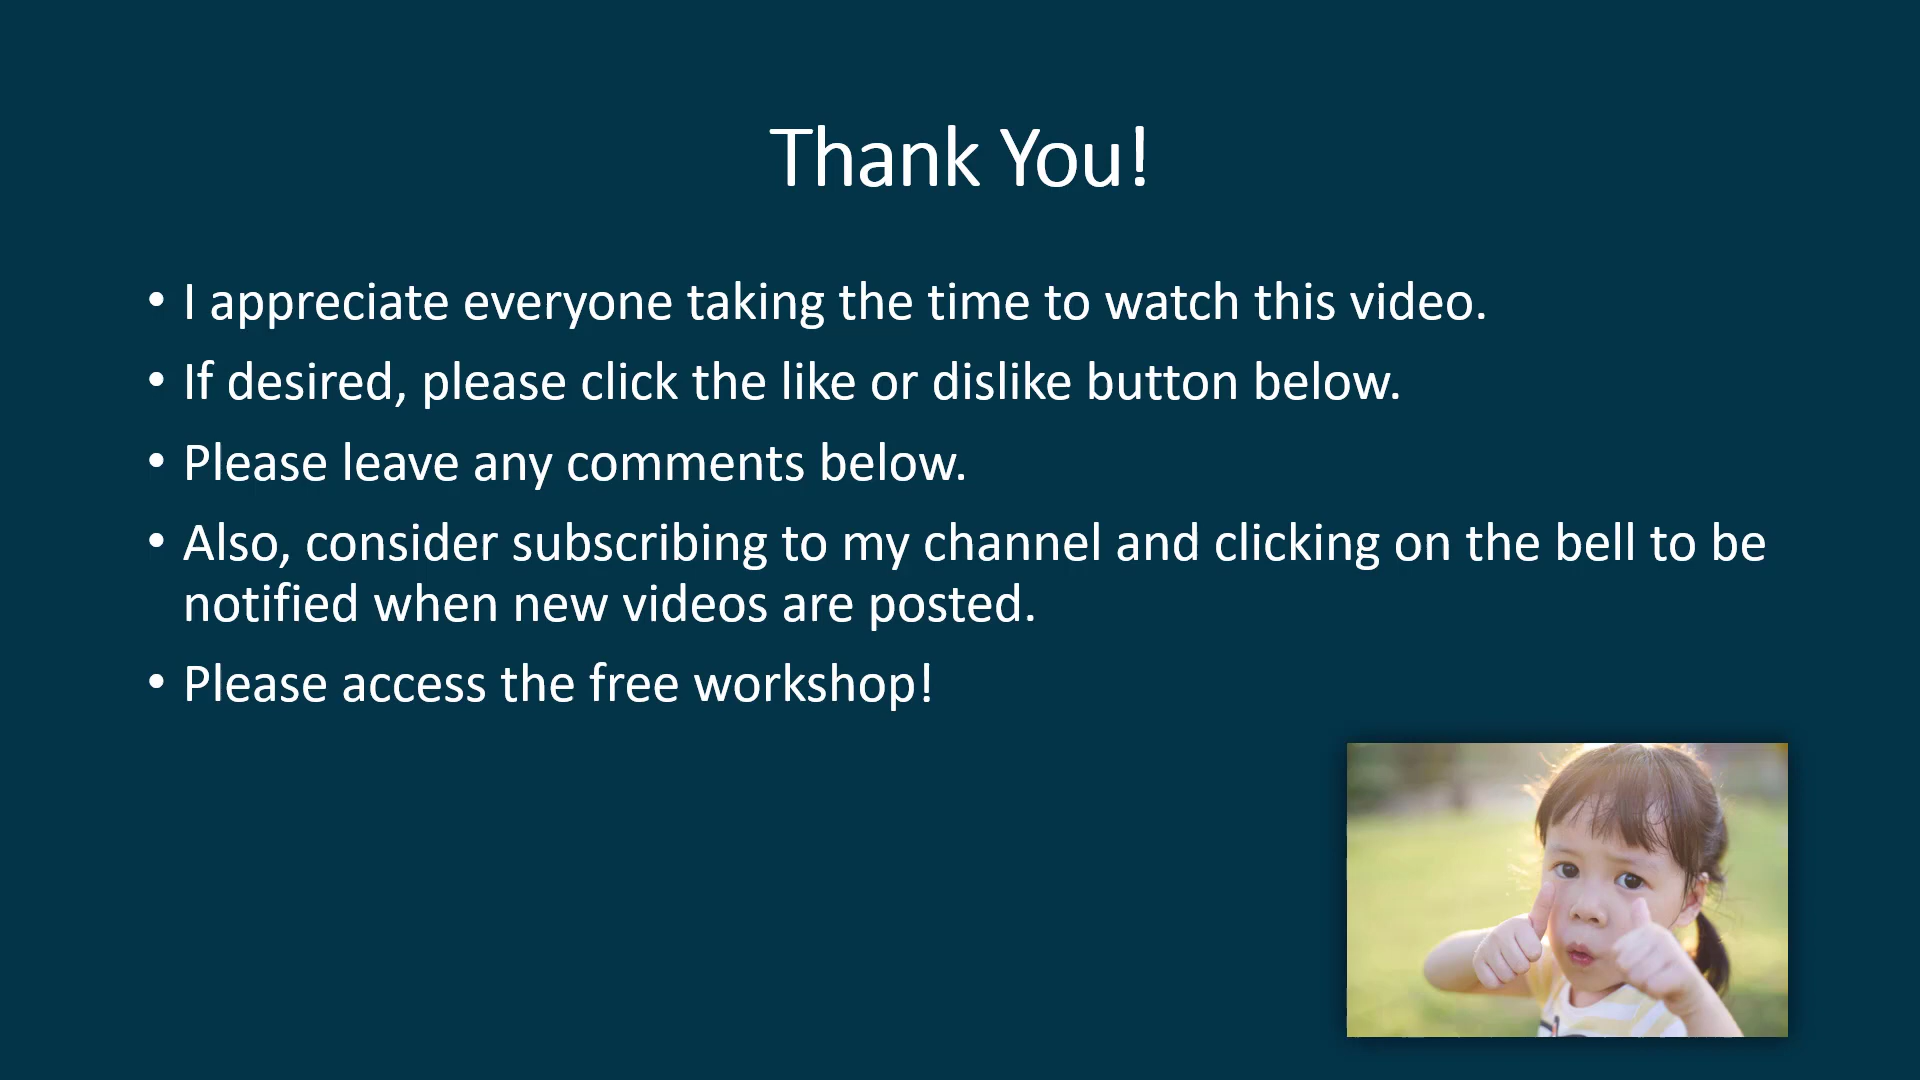 Thank You!
• I appreciate everyone taking the time to watch this video.
• If desired, please click the like or dislike button below.
• Please leave any comments below.
• Also, consider subscribing to my channel and clicking on the bell to be
notified when new videos are posted.
• Please access the free workshop!